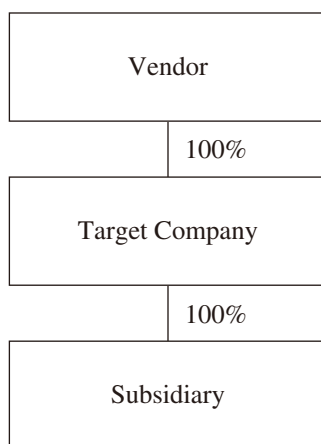 Vendor
100%
Target Company
100%
Subsidiary